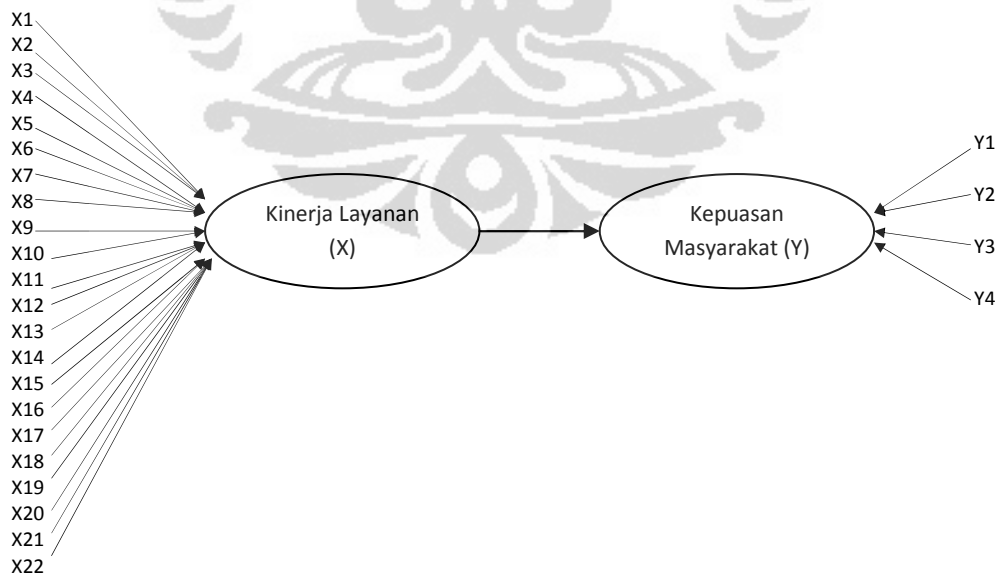 X1
X2
X3
X4
X5
X6
X7
X8
X9
X10
X11
X12
X13
X14
X15
X16
X17
X18
X19
X20
X21
X22
Kinerja Layanan
(X)
Kepuasan
Masyarakat (Y)
Y1
Y2
Y3
Y4